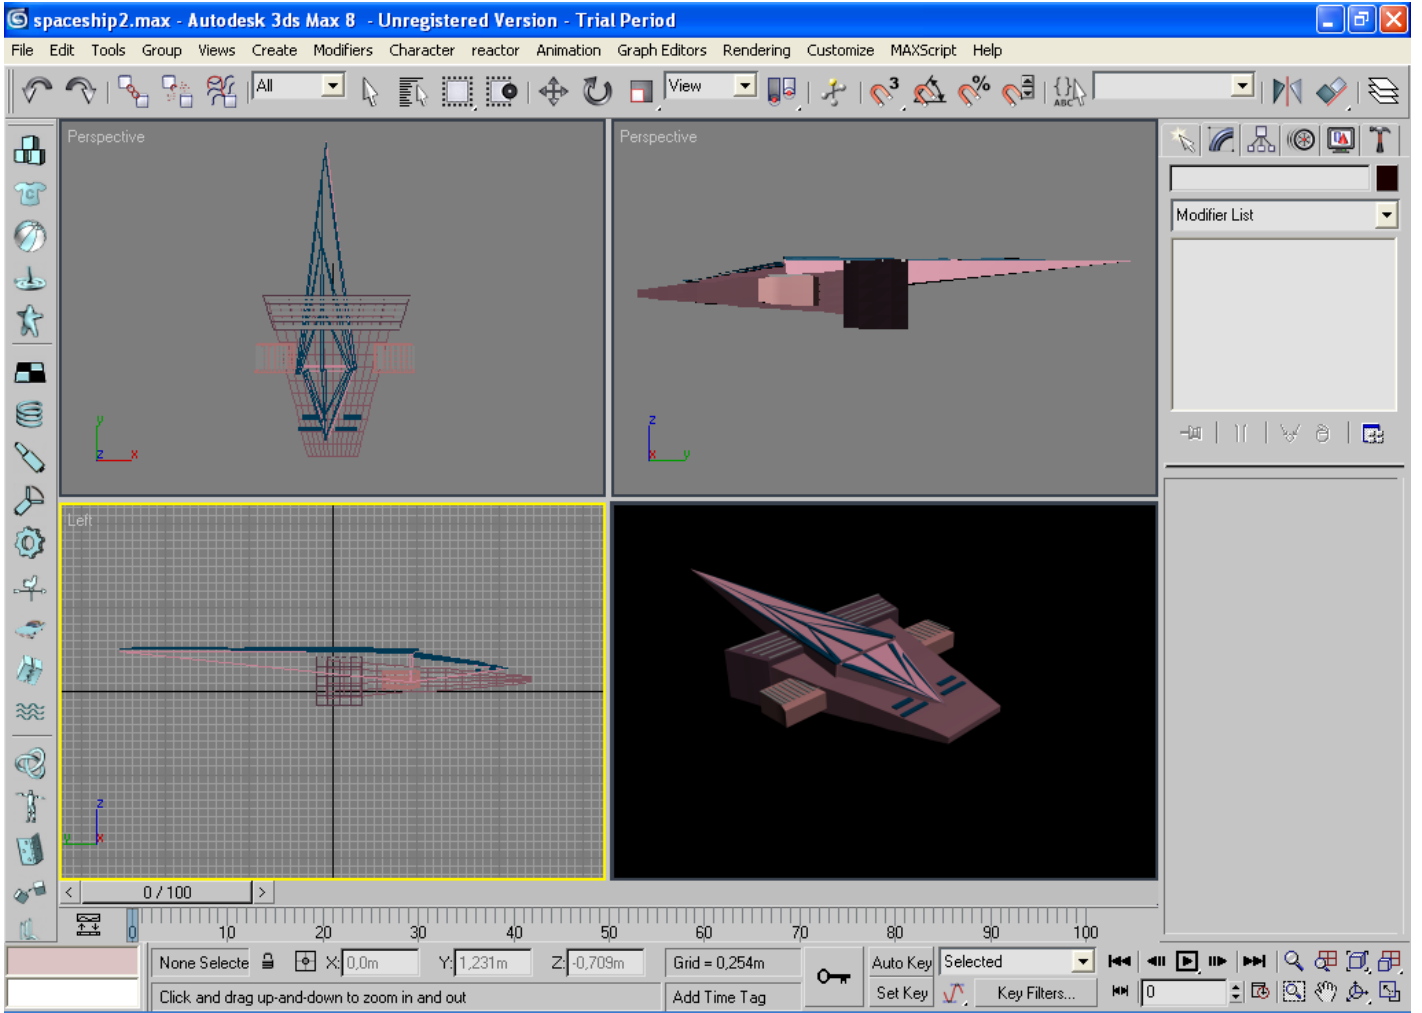 spaceship2.max - Autodesk 3ds Max 8 - Unregistered Version - Trial Period
File Edit Tools Group Views Create Modifiers Character reactor Animation Graph Editors Rendering Customize MAXScript Help
All
View
3
%
{}
ABC
Perspective
Perspective
Modifier List
y
z
x
z
x
y
Left
z
y
x
0 / 100
0 10 20 30 40 50 60 70 80 90 100
None Selecte X: 0,0m Y: 1,231m Z: -0,709m Grid = 0,254m Auto Key Selected
Click and drag up-and-down to zoom in and out Add Time Tag Set Key Key Filters... 0